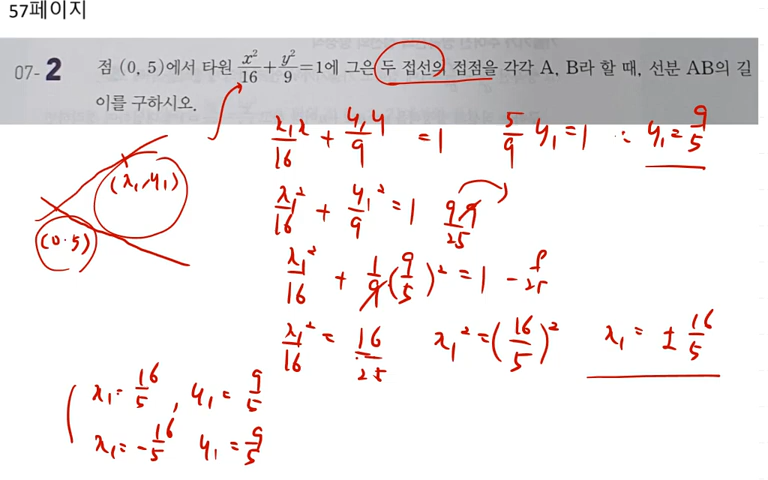 57페이지
07-2 점 (0, 5)에서 타원 x²/16+y²/9=1에 그은 두 접선의 접점을 각각 A, B라 할 때, 선분 AB의 길
이를 구하시오.
x₁x/16 + y₁y/9 = 1 5/9 y₁ = 1 ∴ y₁ = 9/5
(x₁, y₁)
x₁²/16 + y₁²/9 = 1
(0·5)
x₁²/16 + 1/9(9/5)² = 1
x₁²/16 = 16/25 x₁² = (16/5)² x₁ = ± 16/5
x₁ = 16/5, y₁ = 9/5
x₁ = -16/5 y₁ = 9/5